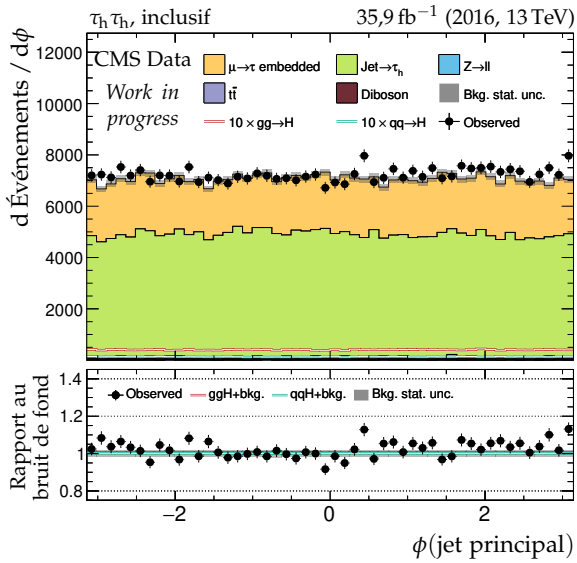 τhτh, inclusif 35,9 fb⁻¹ (2016, 13 TeV)
d Événements / dϕ
12000
10000
8000
6000
4000
2000
CMS Data
Work in
progress
μ→τ embedded Jet→τh Z→ll
tt̄ Diboson Bkg. stat. unc.
10 × gg→H 10 × qq→H Observed
Rapport au
bruit de fond
1.4
1.2
1.0
0.8
Observed ggH+bkg. qqH+bkg. Bkg. stat. unc.
−2 0 2
ϕ(jet principal)